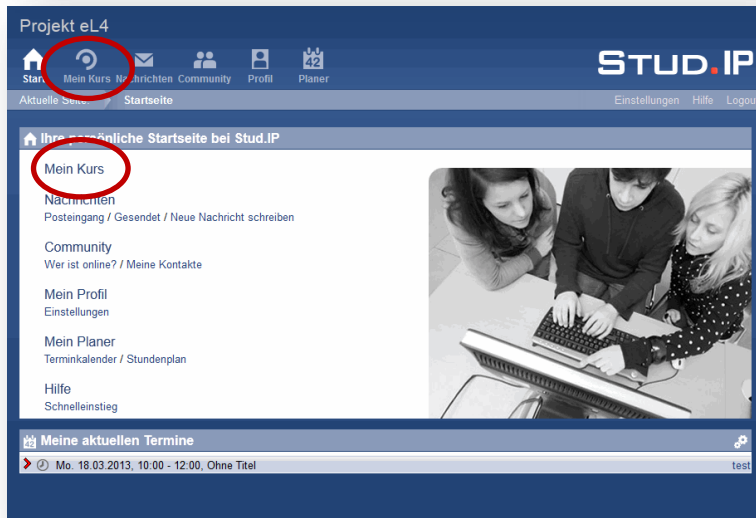 Projekt eL4
Start Mein Kurs Nachrichten Community Profil 42 Planer
STUD.IP
Aktuelle Seite: Startseite Einstellungen Hilfe Logout
Ihre persönliche Startseite bei Stud.IP
Mein Kurs
Nachrichten
Posteingang / Gesendet / Neue Nachricht schreiben
Community
Wer ist online? / Meine Kontakte
Mein Profil
Einstellungen
Mein Planer
Terminkalender / Stundenplan
Hilfe
Schnelleinstieg
42 Meine aktuellen Termine
Mo. 18.03.2013, 10:00 - 12:00, Ohne Titel test